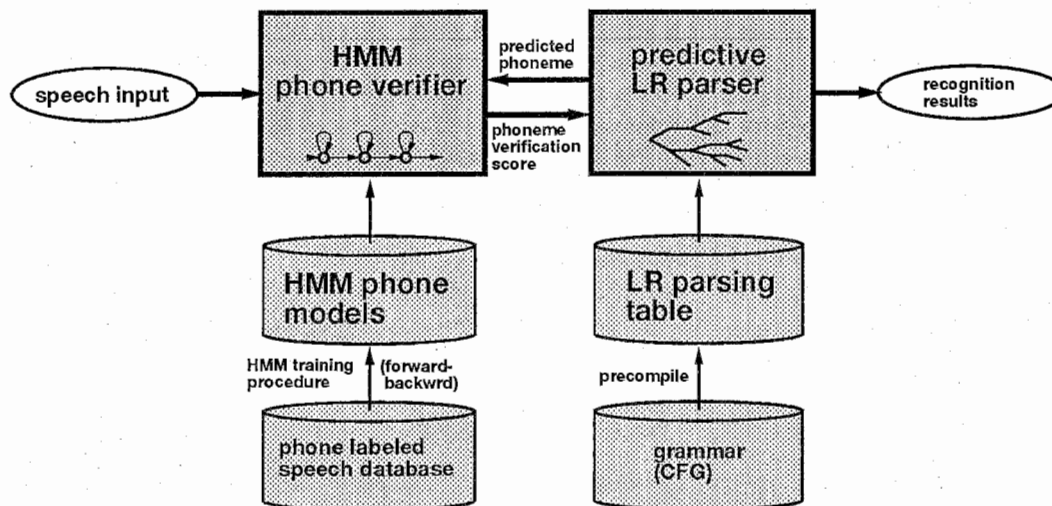 speech input
HMM
phone verifier
predicted
phoneme
phoneme
verification
score
predictive
LR parser
recognition
results
HMM phone
models
LR parsing
table
HMM training
procedure
(forward-
backwrd)
precompile
phone labeled
speech database
grammar
(CFG)